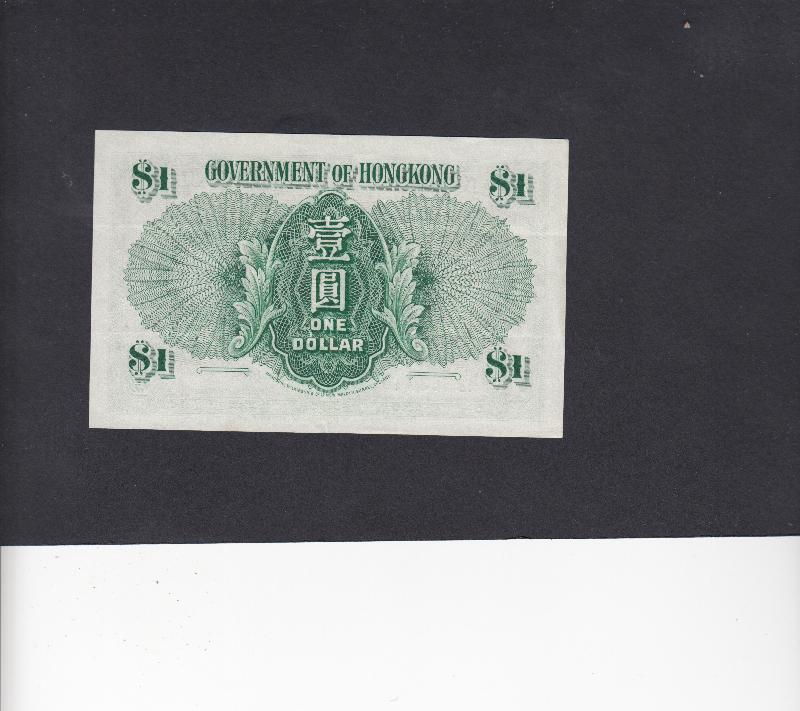 GOVERNMENT OF HONGKONG
$1
$1
壹
圓
ONE
DOLLAR
$1
$1